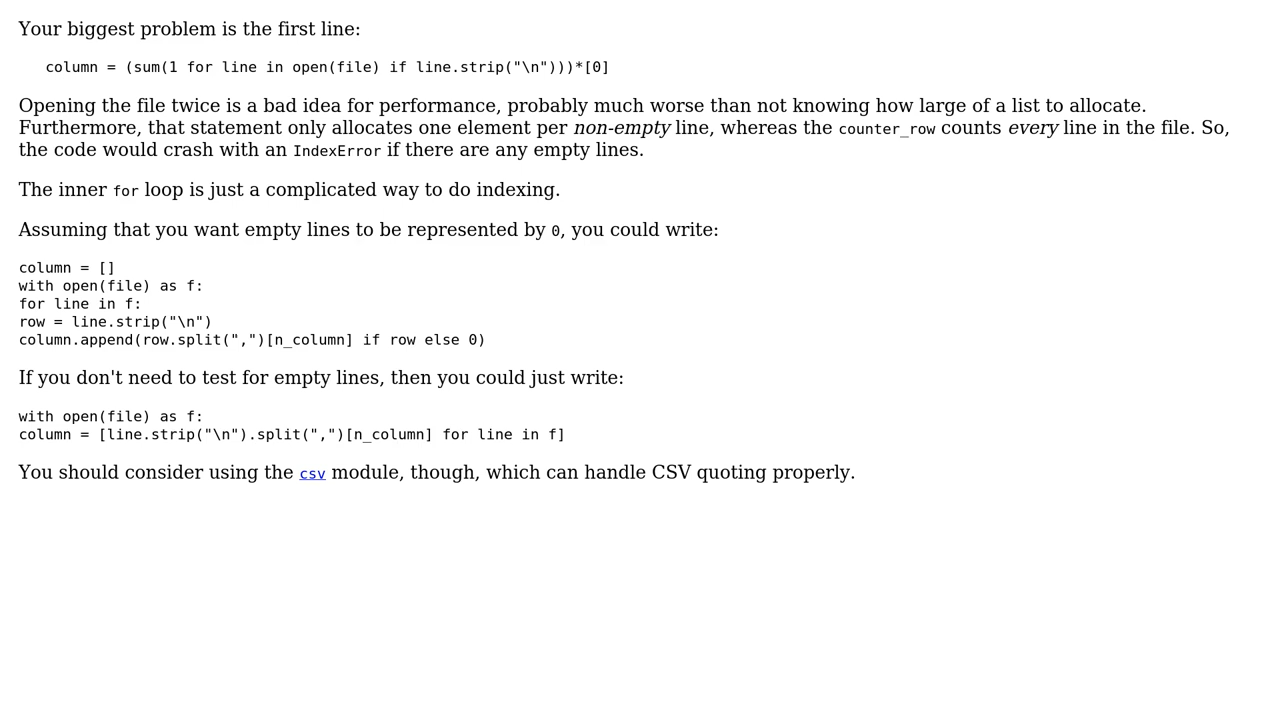 Your biggest problem is the first line:
column = (sum(1 for line in open(file) if line.strip("\n")))*[0]
Opening the file twice is a bad idea for performance, probably much worse than not knowing how large of a list to allocate.
Furthermore, that statement only allocates one element per non-empty line, whereas the counter_row counts every line in the file. So,
the code would crash with an IndexError if there are any empty lines.
The inner for loop is just a complicated way to do indexing.
Assuming that you want empty lines to be represented by 0, you could write:
column = []
with open(file) as f:
for line in f:
row = line.strip("\n")
column.append(row.split(",")[n_column] if row else 0)
If you don't need to test for empty lines, then you could just write:
with open(file) as f:
column = [line.strip("\n").split(",")[n_column] for line in f]
You should consider using the csv module, though, which can handle CSV quoting properly.